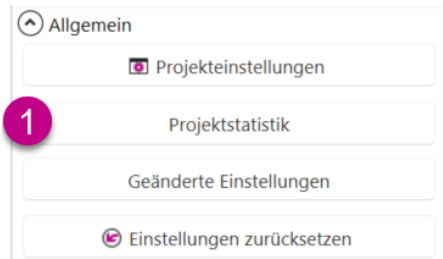 Allgemein
Projekteinstellungen
1
Projektstatistik
Geänderte Einstellungen
Einstellungen zurücksetzen